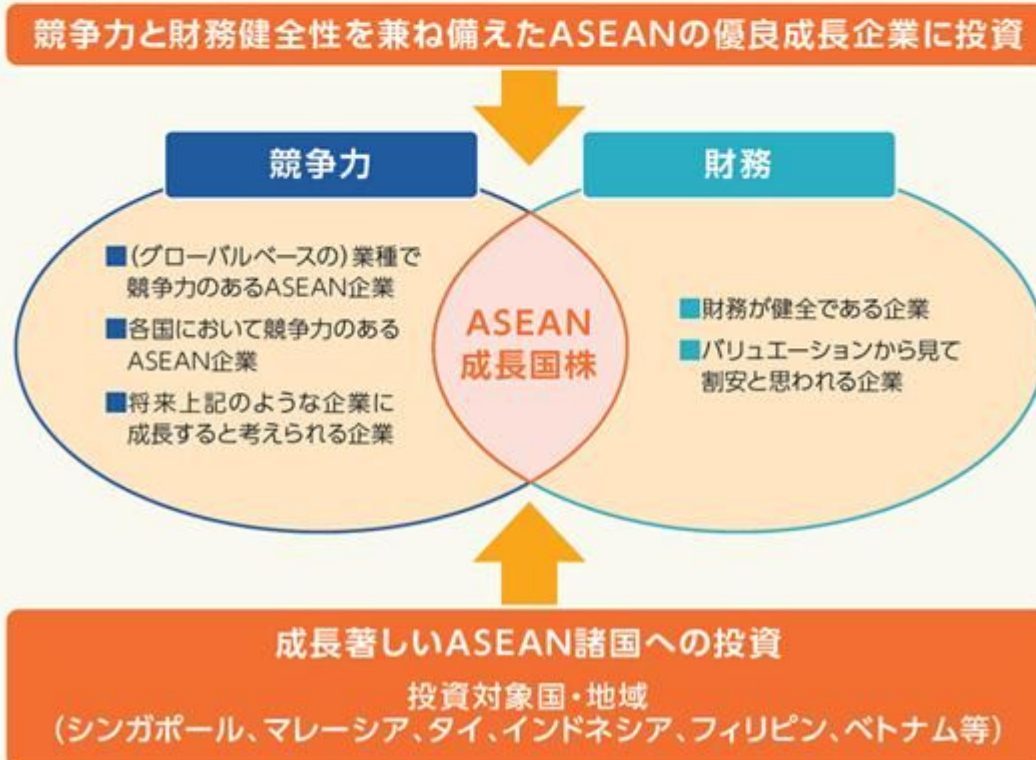 競争力と財務健全性を兼ね備えたASEANの優良成長企業に投資
競争力
■(グローバルベースの)業種で
競争力のあるASEAN企業
■各国において競争力のある
ASEAN企業
■将来上記のような企業に
成長すると考えられる企業
ASEAN
成長国株
財務
■財務が健全である企業
■バリュエーションから見て
割安と思われる企業
成長著しいASEAN諸国への投資
投資対象国・地域
(シンガポール、マレーシア、タイ、インドネシア、フィリピン、ベトナム等)